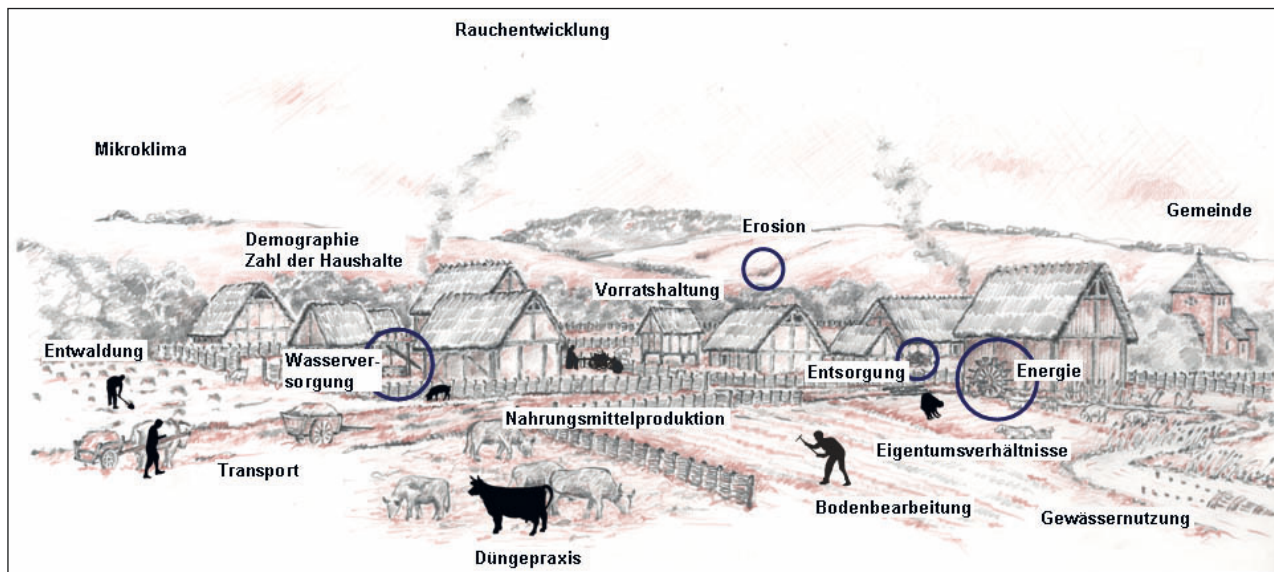 Rauchentwicklung
Mikroklima
Gemeinde
Erosion
Demographie
Zahl der Haushalte
Vorratshaltung
Entwaldung
Wasserver-
sorgung
Entsorgung
Energie
Nahrungsmittelproduktion
Eigentumsverhältnisse
Transport
Bodenbearbeitung
Gewässernutzung
Düngepraxis